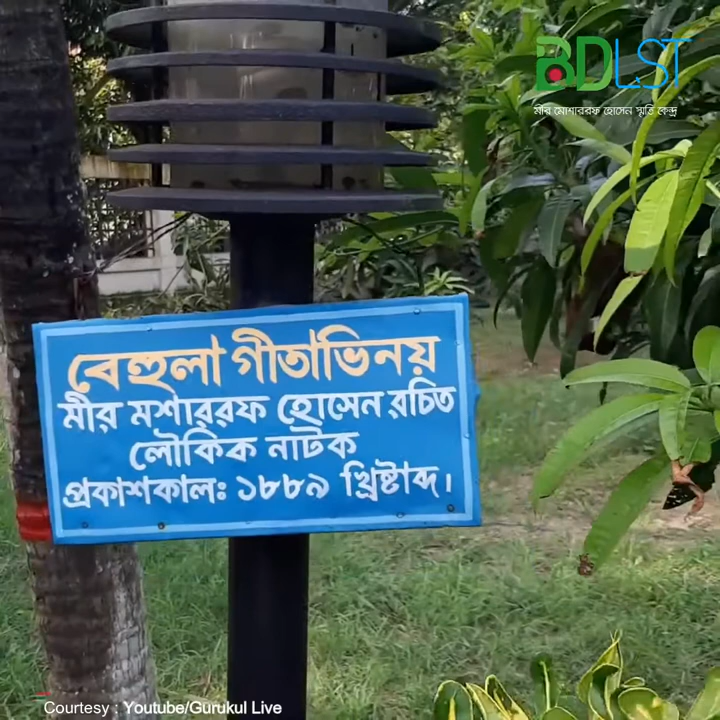 BDLST
মীর মোশাররফ হোসেন স্মৃতি কেন্দ্র
বেহুলা গীতাভিনয়
মীর মশাররফ হোসেন রচিত
লৌকিক নাটক
প্রকাশকালঃ ১৮৮৯ খ্রিষ্টাব্দ।
Courtesy : Youtube/Gurukul Live